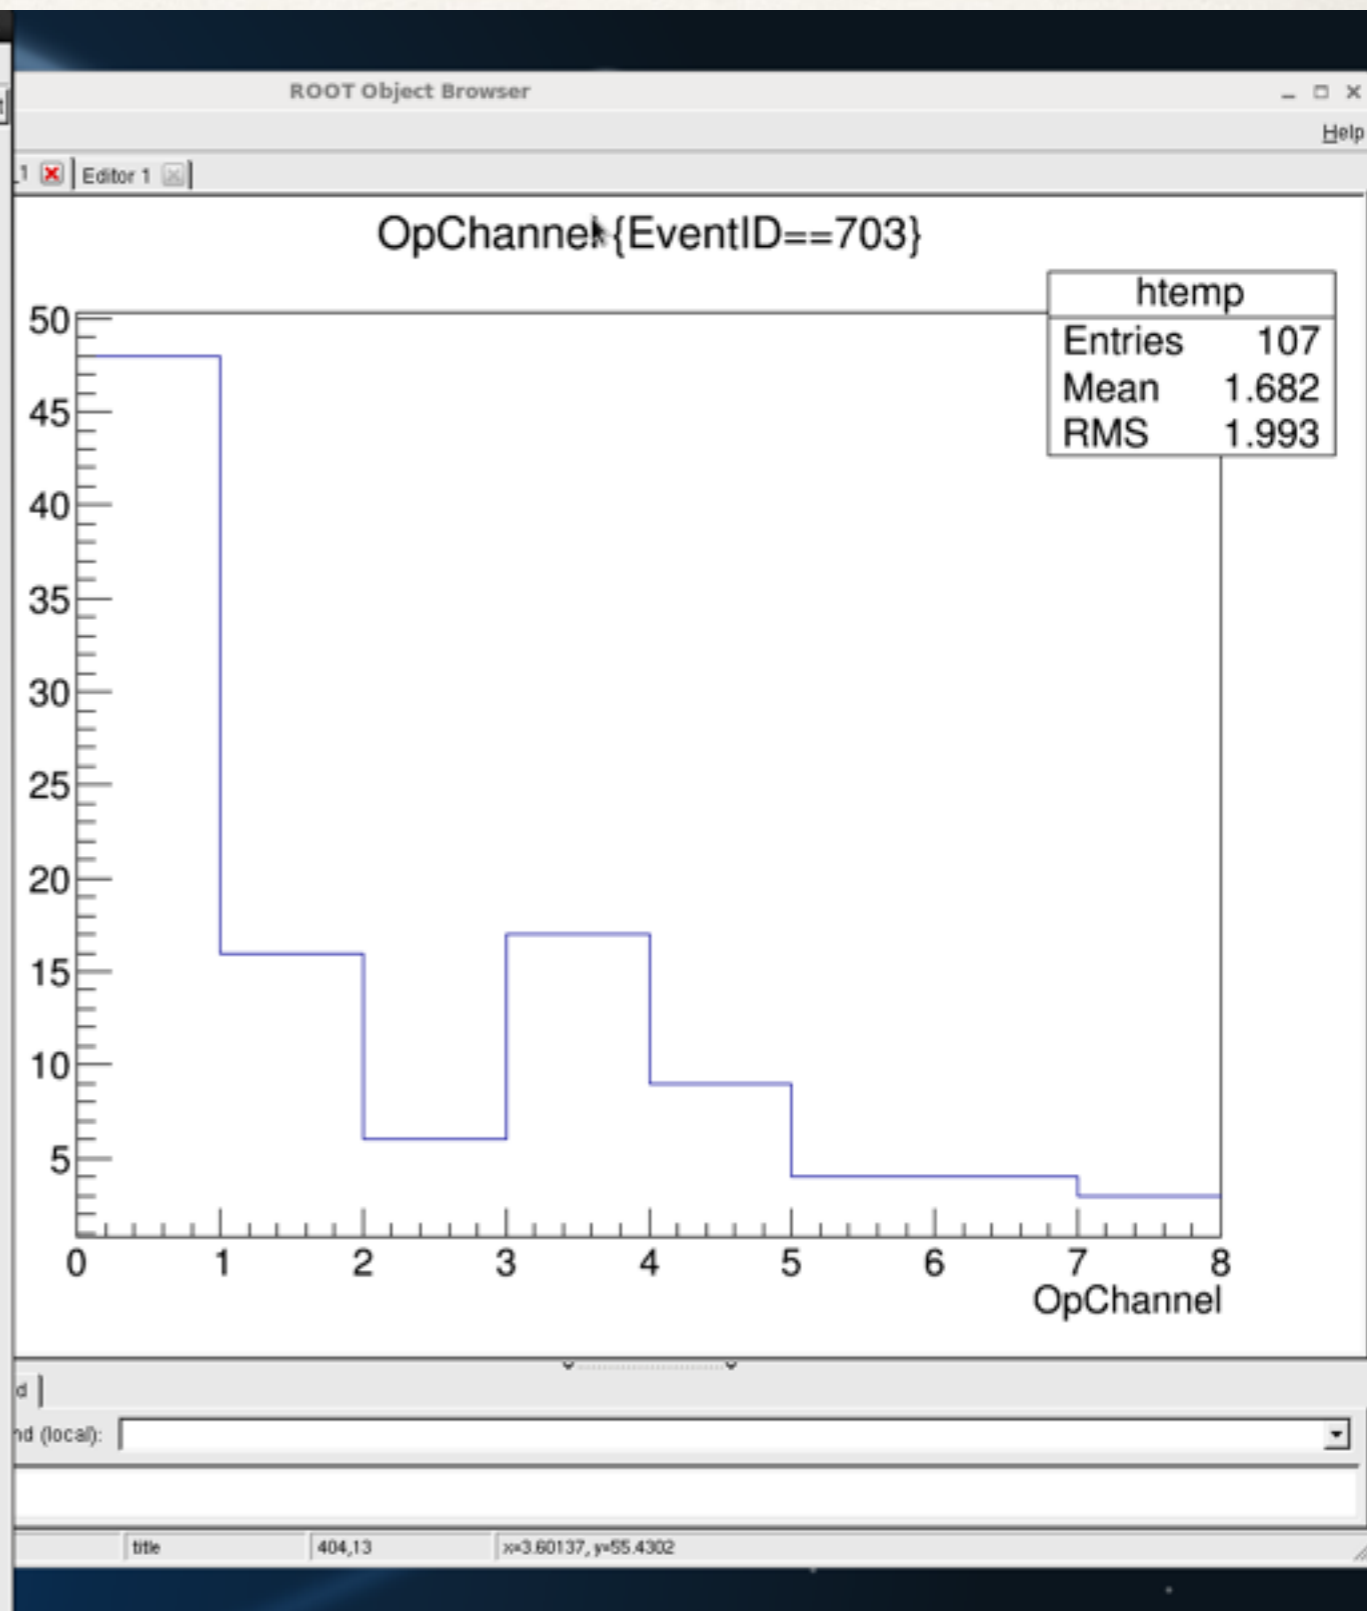 ROOT Object Browser
Help
1 Editor 1
OpChannel {EventID==703}
htemp
Entries 107
Mean 1.682
RMS 1.993
50
45
40
35
30
25
20
15
10
5
0 1 2 3 4 5 6 7 8
OpChannel
d
nd (local):
title 404,13 x=3.60137, y=55.4302